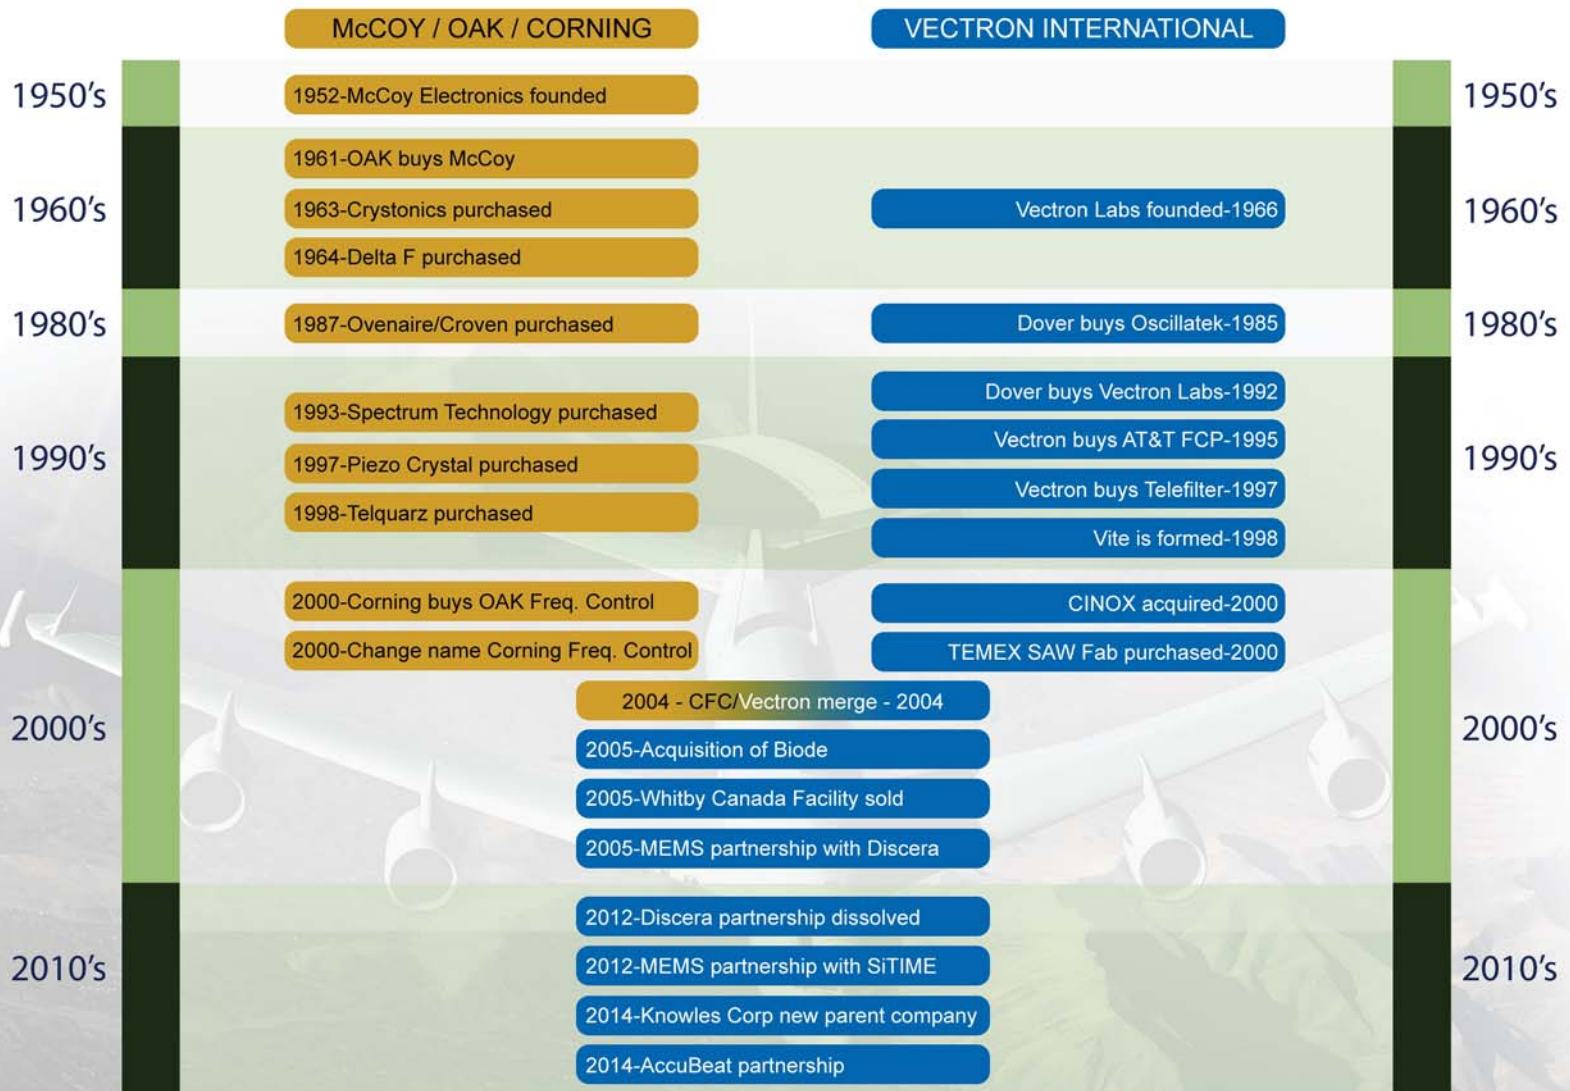 McCOY / OAK / CORNING
VECTRON INTERNATIONAL
1950's
1952-McCoy Electronics founded
1950's
1961-OAK buys McCoy
1960's
1963-Crystonics purchased
Vectron Labs founded-1966
1960's
1964-Delta F purchased
1980's
1987-Ovenaire/Croven purchased
Dover buys Oscillatek-1985
1980's
Dover buys Vectron Labs-1992
1993-Spectrum Technology purchased
Vectron buys AT&T FCP-1995
1990's
1997-Piezo Crystal purchased
1990's
Vectron buys Telefilter-1997
1998-Telquarz purchased
Vite is formed-1998
2000-Corning buys OAK Freq. Control
CINOX acquired-2000
2000-Change name Corning Freq. Control
TEMEX SAW Fab purchased-2000
2004 - CFC/Vectron merge - 2004
2000's
2000's
2005-Acquisition of Biode
2005-Whitby Canada Facility sold
2005-MEMS partnership with Discera
2012-Discera partnership dissolved
2010's
2012-MEMS partnership with SiTIME
2010's
2014-Knowles Corp new parent company
2014-AccuBeat partnership